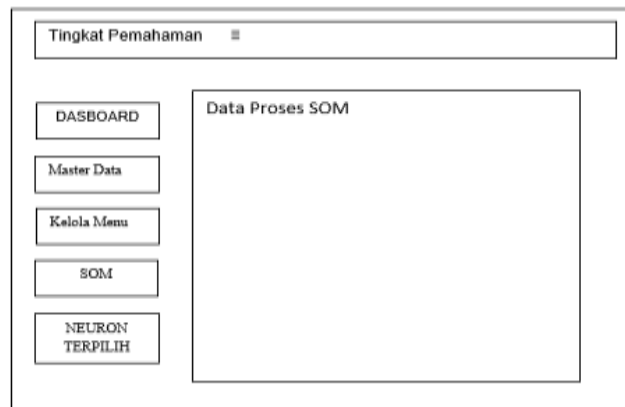 Tingkat Pemahaman ≡
DASBOARD
Data Proses SOM
Master Data
Kelola Menu
SOM
NEURON
TERPILIH